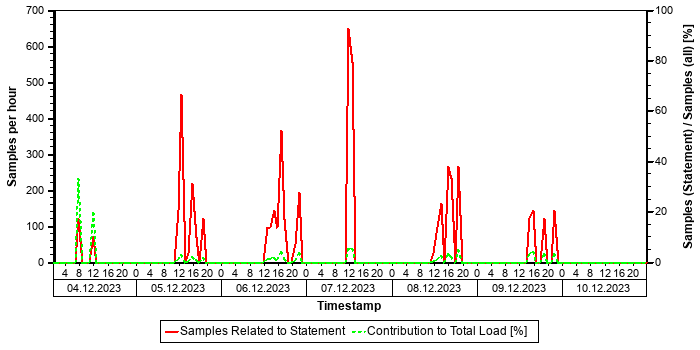 700
600
500
400
300
200
100
0
Samples per hour
100
80
60
40
20
0
Samples (Statement) / Samples (all) [%]
4 8 12 16 20 0 4 8 12 16 20 0 4 8 12 16 20 0 4 8 12 16 20 0 4 8 12 16 20 0 4 8 12 16 20 0 4 8 12 16 20
04.12.2023 05.12.2023 06.12.2023 07.12.2023 08.12.2023 09.12.2023 10.12.2023
Timestamp
Samples Related to Statement Contribution to Total Load [%]